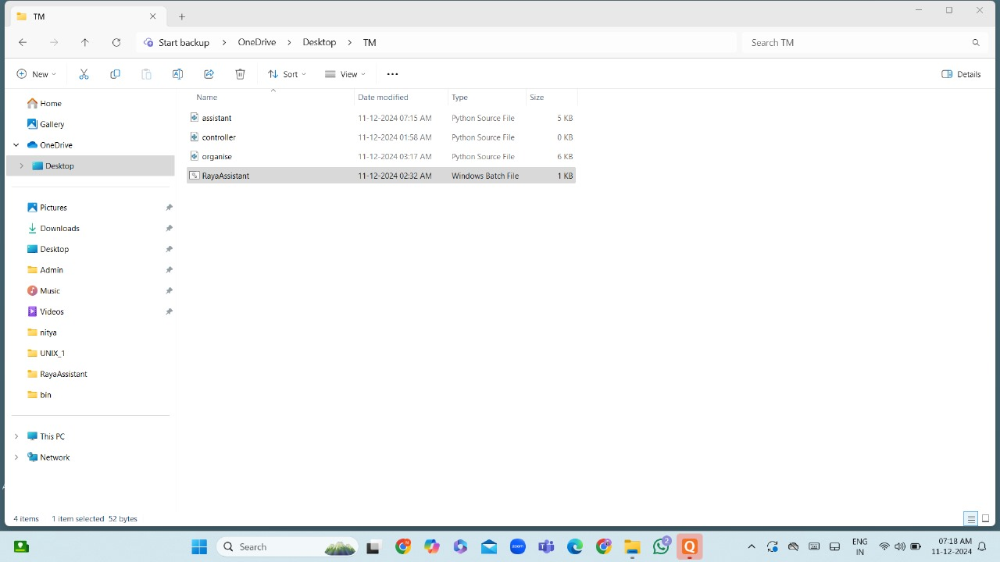 TM
Start backup > OneDrive > Desktop > TM
Search TM
New
Sort
View
Details
Name Date modified Type Size
assistant 11-12-2024 07:15 AM Python Source File 5 KB
controller 11-12-2024 01:58 AM Python Source File 0 KB
organise 11-12-2024 03:17 AM Python Source File 6 KB
RayaAssistant 11-12-2024 02:32 AM Windows Batch File 1 KB
Home
Gallery
OneDrive
Desktop
Pictures
Downloads
Desktop
Admin
Music
Videos
nitya
UNIX_1
RayaAssistant
bin
This PC
Network
4 items 1 item selected 52 bytes
Search
zoom
2
Q
ENG
IN
07:18 AM
11-12-2024